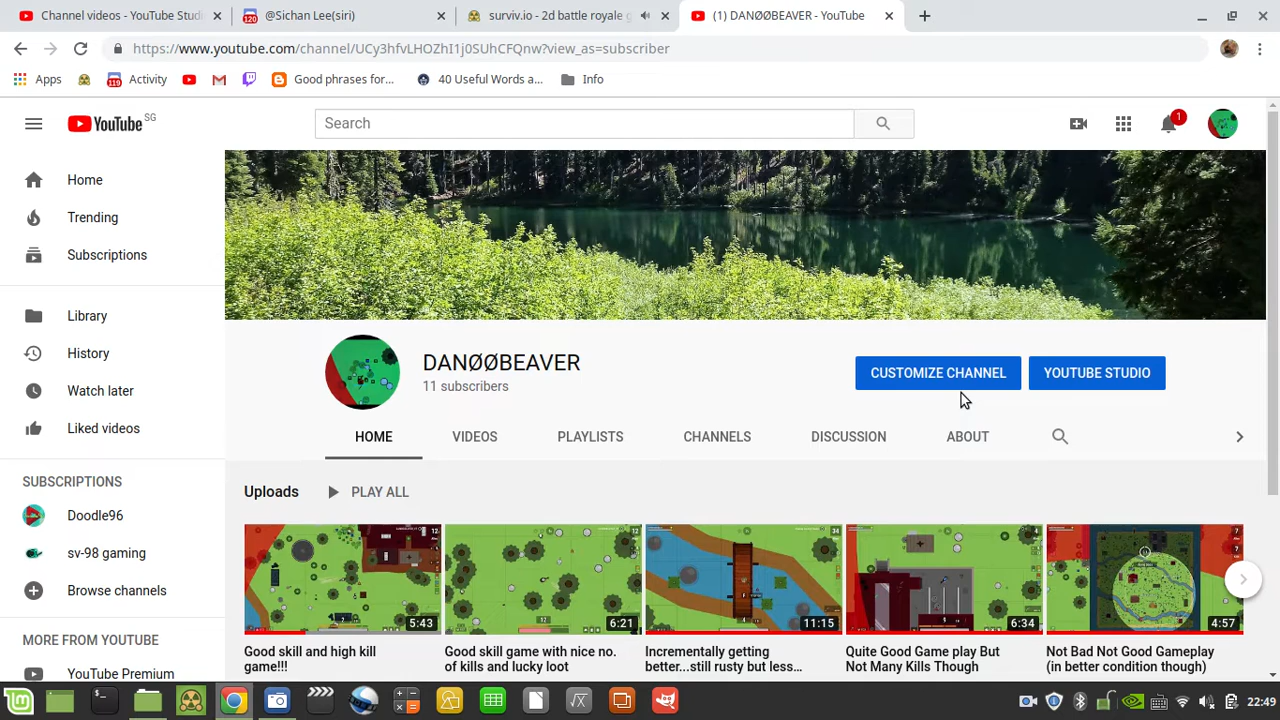 Channel videos - YouTube Studi
@Sichan Lee(siri)
surviv.io - 2d battle royale g
(1) DANØØBEAVER - YouTube
https://www.youtube.com/channel/UCy3hfvLHOZhI1j0SUhCFQnw?view_as=subscriber
Apps
119
Activity
Good phrases for...
40 Useful Words a...
Info
YouTube SG
Search
1
Home
Trending
Subscriptions
Library
History
Watch later
Liked videos
SUBSCRIPTIONS
Doodle96
sv-98 gaming
Browse channels
MORE FROM YOUTUBE
YouTube Premium
DANØØBEAVER
11 subscribers
CUSTOMIZE CHANNEL
YOUTUBE STUDIO
HOME
VIDEOS
PLAYLISTS
CHANNELS
DISCUSSION
ABOUT
Uploads
PLAY ALL
5:43
6:21
11:15
6:34
4:57
Good skill and high kill
game!!!
Good skill game with nice no.
of kills and lucky loot
Incrementally getting
better...still rusty but less...
Quite Good Game play But
Not Many Kills Though
Not Bad Not Good Gameplay
(in better condition though)
22:49